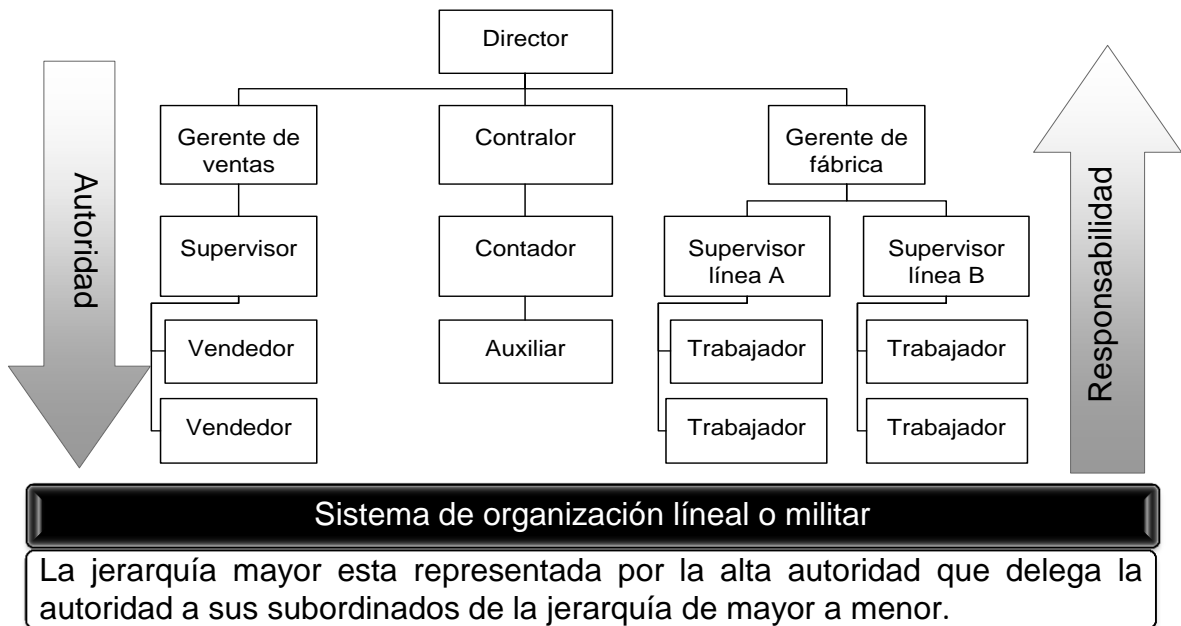 Director
Gerente de
ventas
Contralor
Gerente de
fábrica
Autoridad
Responsabilidad
Supervisor
Contador
Supervisor
línea A
Supervisor
línea B
Vendedor
Auxiliar
Trabajador
Trabajador
Vendedor
Trabajador
Trabajador
Sistema de organización líneal o militar
La jerarquía mayor esta representada por la alta autoridad que delega la
autoridad a sus subordinados de la jerarquía de mayor a menor.